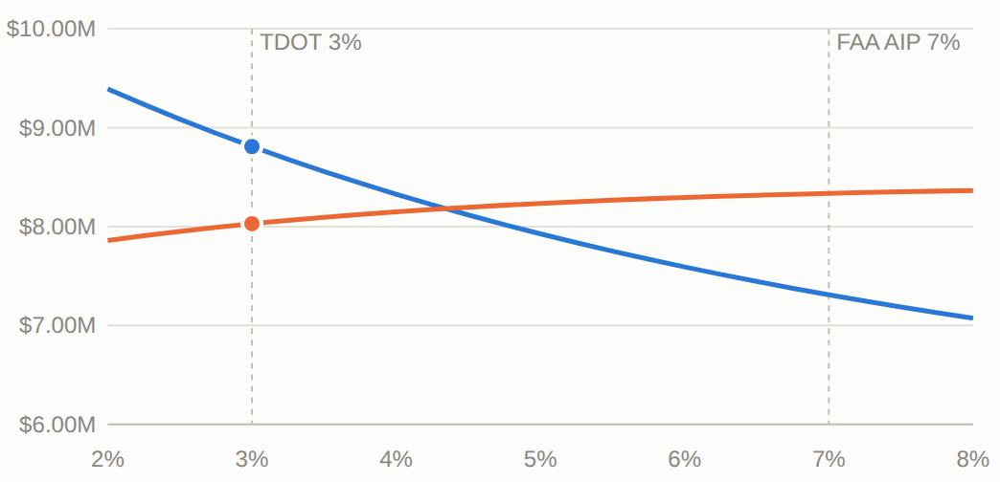 $10.00M
TDOT 3%
FAA AIP 7%
$9.00M
$8.00M
$7.00M
$6.00M
2% 3% 4% 5% 6% 7% 8%